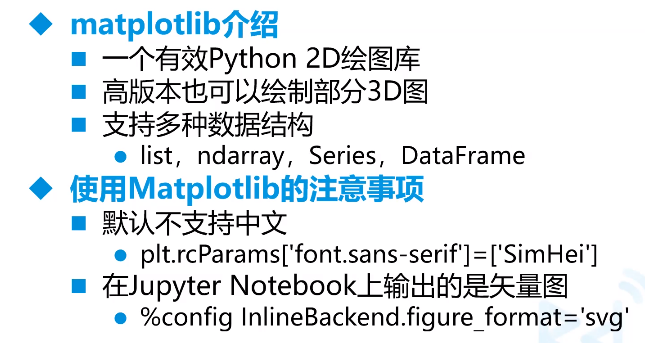 matplotlib介绍
一个有效Python 2D绘图库
高版本也可以绘制部分3D图
支持多种数据结构
list，ndarray，Series，DataFrame
使用Matplotlib的注意事项
默认不支持中文
plt.rcParams['font.sans-serif']=['SimHei']
在Jupyter Notebook上输出的是矢量图
%config InlineBackend.figure_format='svg'